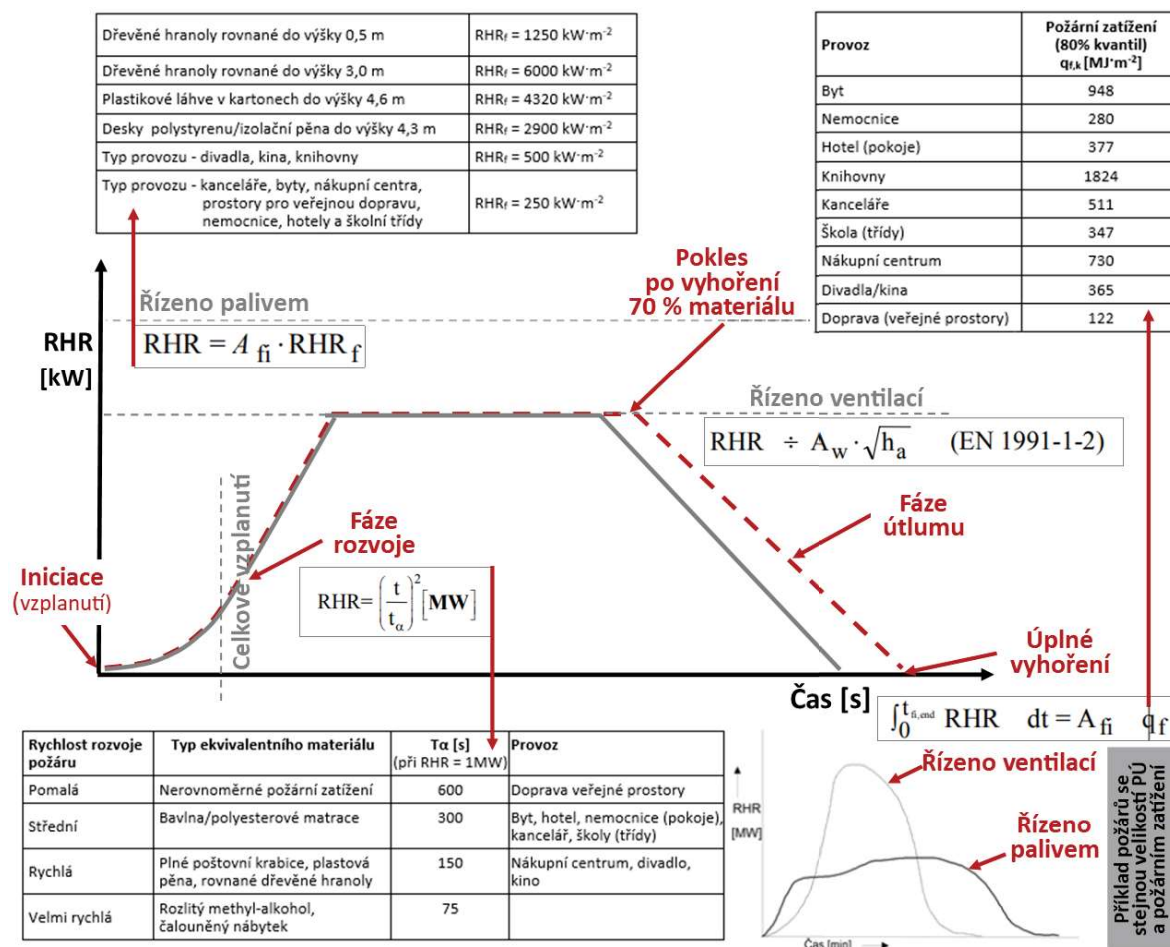 Dřevěné hranoly rovnané do výšky 0,5 m RHRf = 1250 kW·m-2
Dřevěné hranoly rovnané do výšky 3,0 m RHRf = 6000 kW·m-2
Plastikové láhve v kartonech do výšky 4,6 m RHRf = 4320 kW·m-2
Desky polystyrenu/izolační pěna do výšky 4,3 m RHRf = 2900 kW·m-2
Typ provozu - divadla, kina, knihovny RHRf = 500 kW·m-2
Typ provozu - kanceláře, byty, nákupní centra,
prostory pro veřejnou dopravu,
nemocnice, hotely a školní třídy
RHRf = 250 kW·m-2
Provoz
Požární zatížení
(80% kvantil)
qf,k [MJ·m-2]
Byt 948
Nemocnice 280
Hotel (pokoje) 377
Knihovny 1824
Kanceláře 511
Škola (třídy) 347
Nákupní centrum 730
Divadla/kina 365
Doprava (veřejné prostory) 122
RHR
[kW]
Řízeno palivem
RHR = A fi · RHR f
Pokles
po vyhoření
70 % materiálu
Řízeno ventilací
RHR ÷ Aw · √ha (EN 1991-1-2)
Celkové vzplanutí
Fáze
rozvoje
RHR= (t/tα)2 [MW]
Fáze
útlumu
Iniciace
(vzplanutí)
Úplné
vyhoření
Čas [s]
∫0tfi,end RHR dt = Afi qf
Rychlost rozvoje
požáru
Typ ekvivalentního materiálu
Tα [s]
(při RHR = 1MW)
Provoz
Pomalá Nerovnoměrné požární zatížení 600 Doprava veřejné prostory
Střední Bavlna/polyesterové matrace 300 Byt, hotel, nemocnice (pokoje),
kancelář, školy (třídy)
Rychlá Plné poštovní krabice, plastová
pěna, rovnané dřevěné hranoly
150 Nákupní centrum, divadlo,
kino
Velmi rychlá Rozlitý methyl-alkohol,
čalouněný nábytek
75
RHR
[MW]
Řízeno ventilací
Řízeno
palivem
Čas [min]
Příklad požárů se
stejnou velikostí PÚ
a požárním zatížení